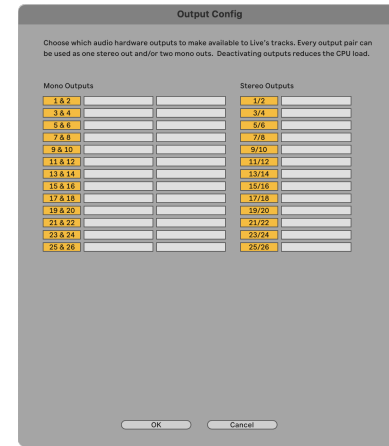 Output Config
Choose which audio hardware outputs to make available to Live's tracks. Every output pair can
be used as one stereo out and/or two mono outs. Deactivating outputs reduces the CPU load.
Mono Outputs Stereo Outputs
1 & 2 1/2
3 & 4 3/4
5 & 6 5/6
7 & 8 7/8
9 & 10 9/10
11 & 12 11/12
13 & 14 13/14
15 & 16 15/16
17 & 18 17/18
19 & 20 19/20
21 & 22 21/22
23 & 24 23/24
25 & 26 25/26
OK Cancel